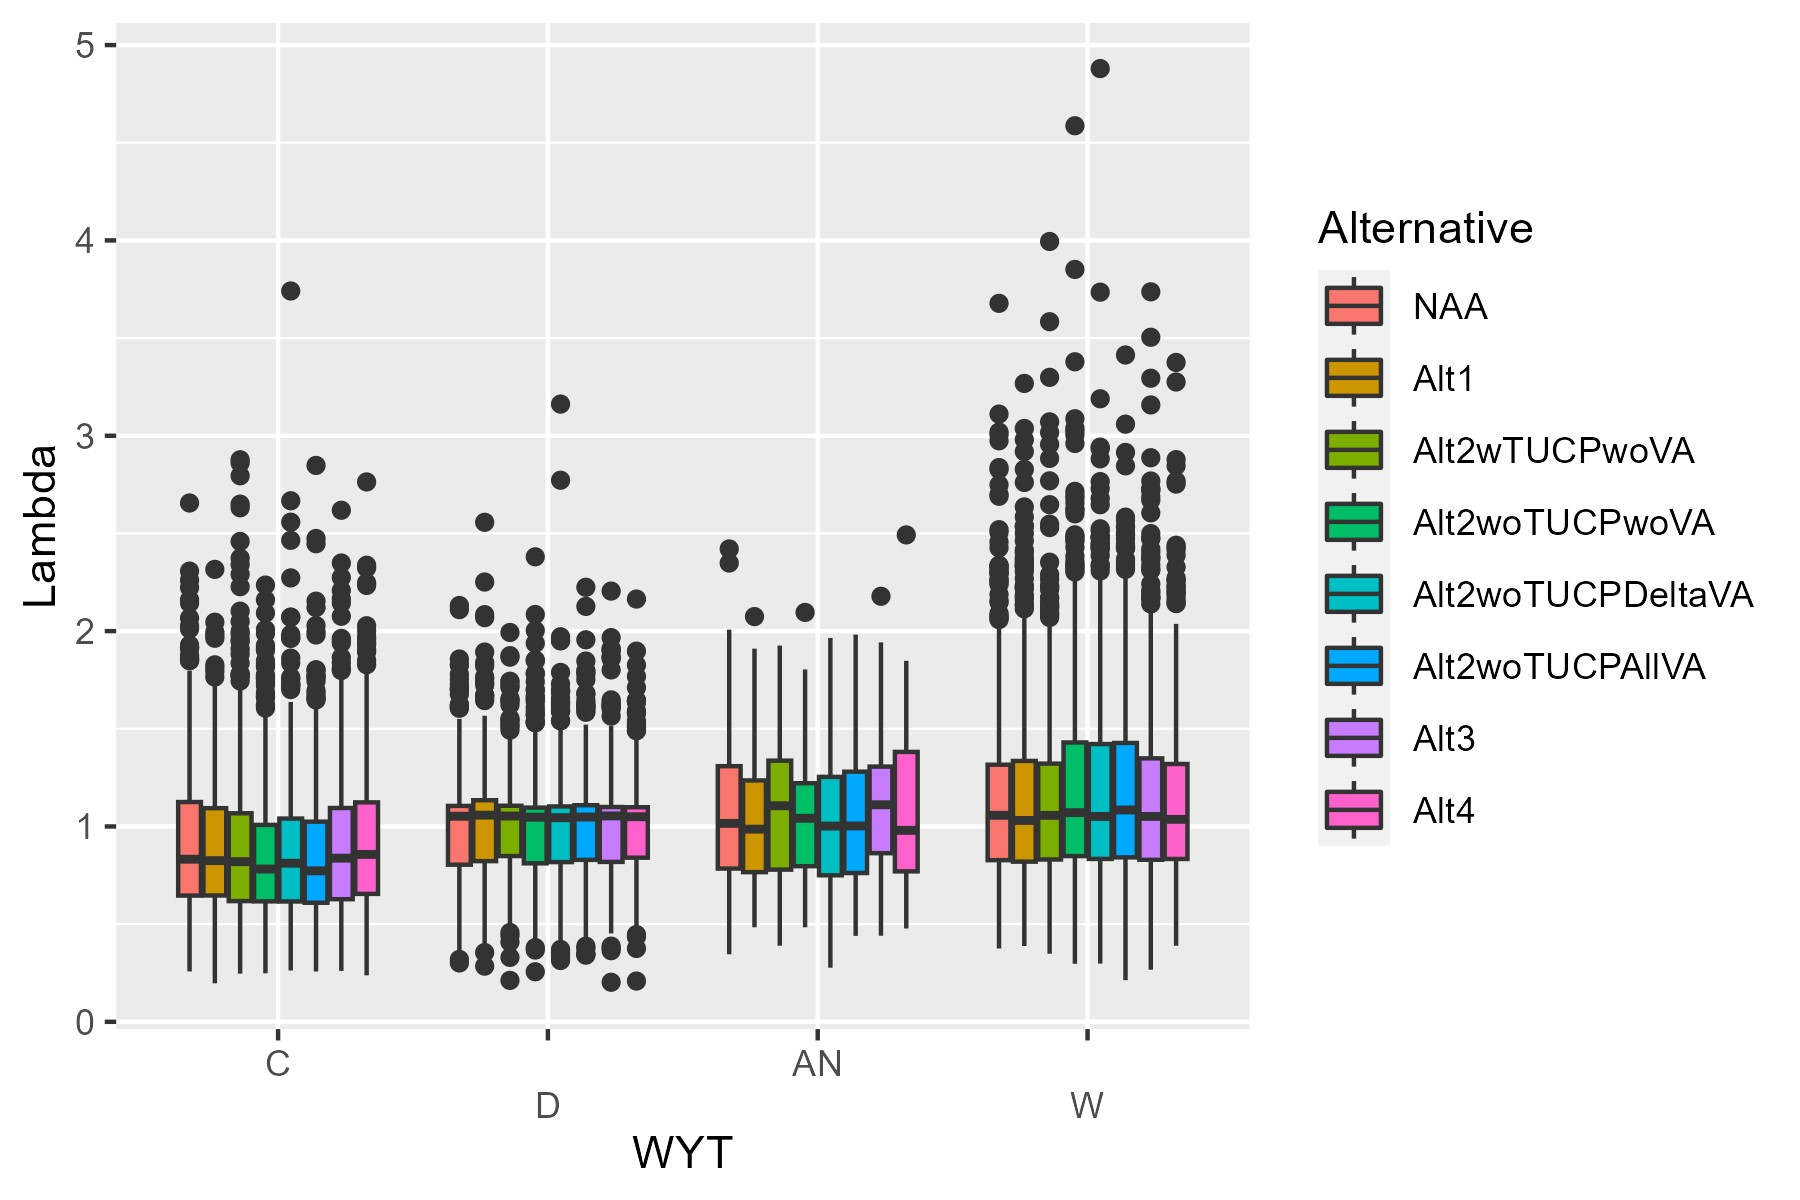 5
4
3
2
1
0
Lambda
C
D
AN
W
WYT
Alternative
NAA
Alt1
Alt2wTUCPwoVA
Alt2woTUCPwoVA
Alt2woTUCPDeltaVA
Alt2woTUCPAllVA
Alt3
Alt4